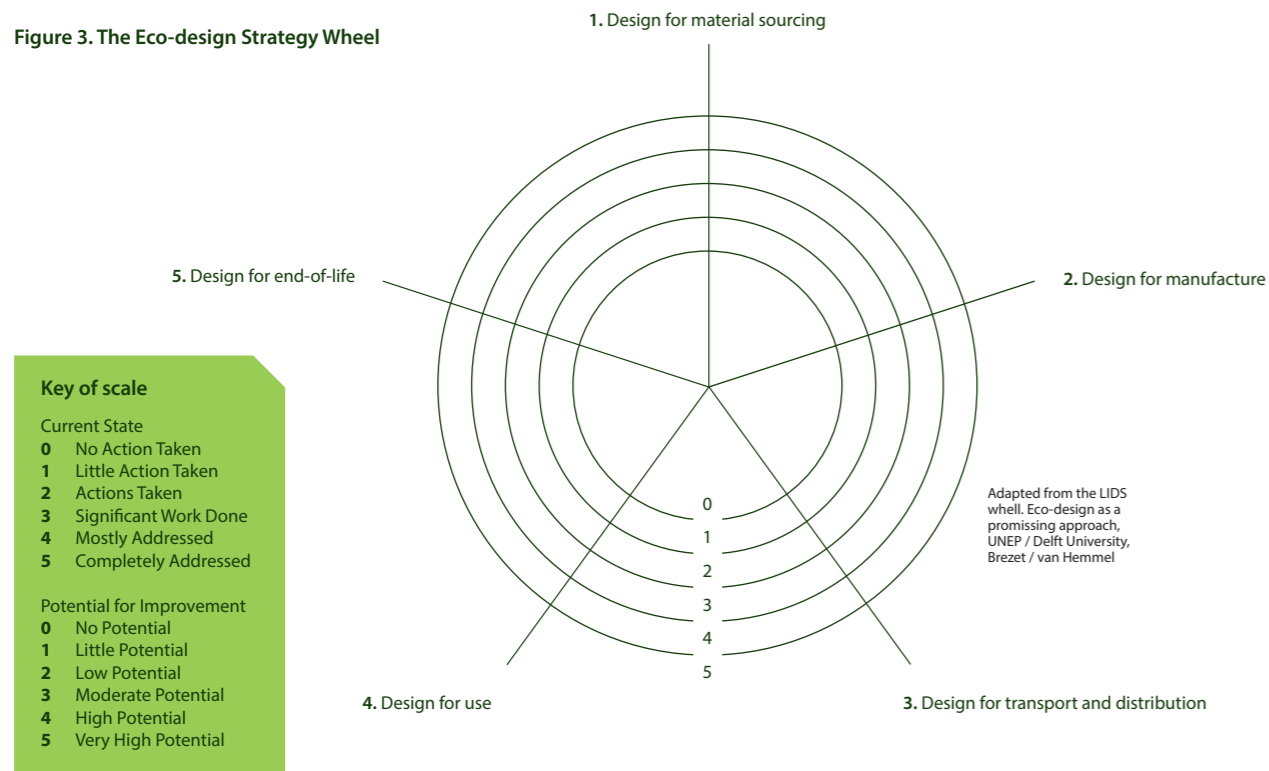 Figure 3. The Eco-design Strategy Wheel
1. Design for material sourcing
5. Design for end-of-life
2. Design for manufacture
Key of scale
Current State
0 No Action Taken
1 Little Action Taken
2 Actions Taken
3 Significant Work Done
4 Mostly Addressed
5 Completely Addressed
Potential for Improvement
0 No Potential
1 Little Potential
2 Low Potential
3 Moderate Potential
4 High Potential
5 Very High Potential
0
1
2
3
4
5
Adapted from the LIDS
whell. Eco-design as a
promissing approach,
UNEP / Delft University,
Brezet / van Hemmel
4. Design for use
3. Design for transport and distribution